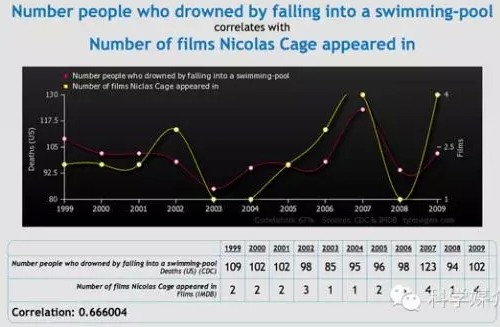 Number people who drowned by falling into a swimming-pool
correlates with
Number of films Nicolas Cage appeared in
Number people who drowned by falling into a swimming-pool
Number of films Nicolas Cage appeared in
130
117.5
105
92.5
80
Deaths (US)
4
2.5
1
Films
1999 2000 2001 2002 2003 2004 2005 2006 2007 2008 2009
Correlation: 67% Sources: CDC & IMDB tylervigen.com
1999 2000 2001 2002 2003 2004 2005 2006 2007 2008 2009
Number people who drowned by falling into a swimming-pool
Deaths (US) (CDC)
109 102 102 98 85 95 96 98 123 94 102
Number of films Nicolas Cage appeared in
Films (IMDB)
2 2 2 3 1 1 2 4 1 4
Correlation: 0.666004
科学媒